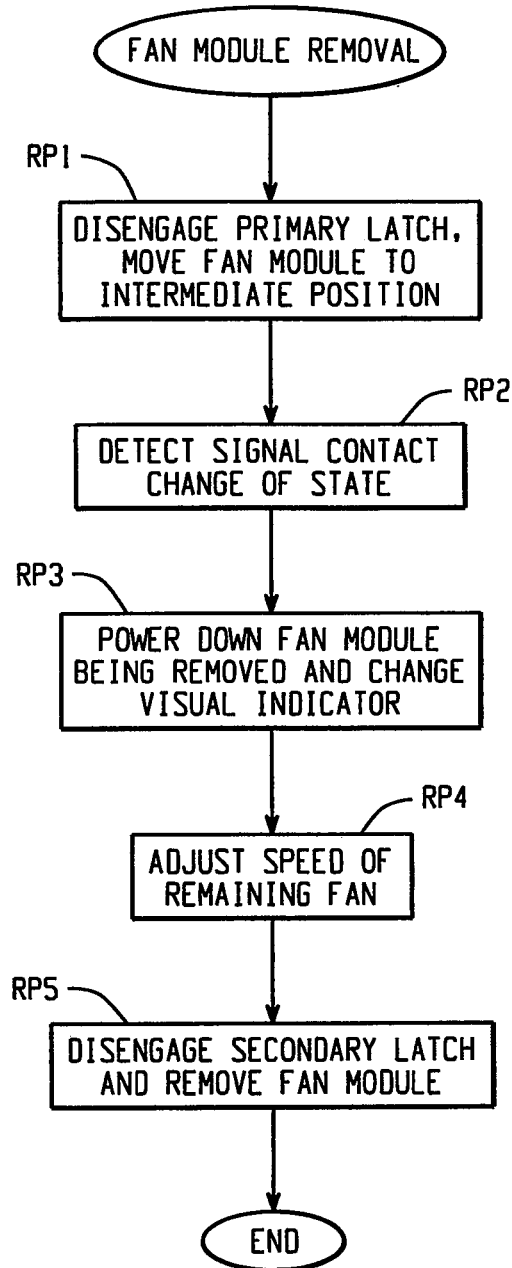 FAN MODULE REMOVAL
RP1
DISENGAGE PRIMARY LATCH,
MOVE FAN MODULE TO
INTERMEDIATE POSITION
RP2
DETECT SIGNAL CONTACT
CHANGE OF STATE
RP3
POWER DOWN FAN MODULE
BEING REMOVED AND CHANGE
VISUAL INDICATOR
RP4
ADJUST SPEED OF
REMAINING FAN
RP5
DISENGAGE SECONDARY LATCH
AND REMOVE FAN MODULE
END